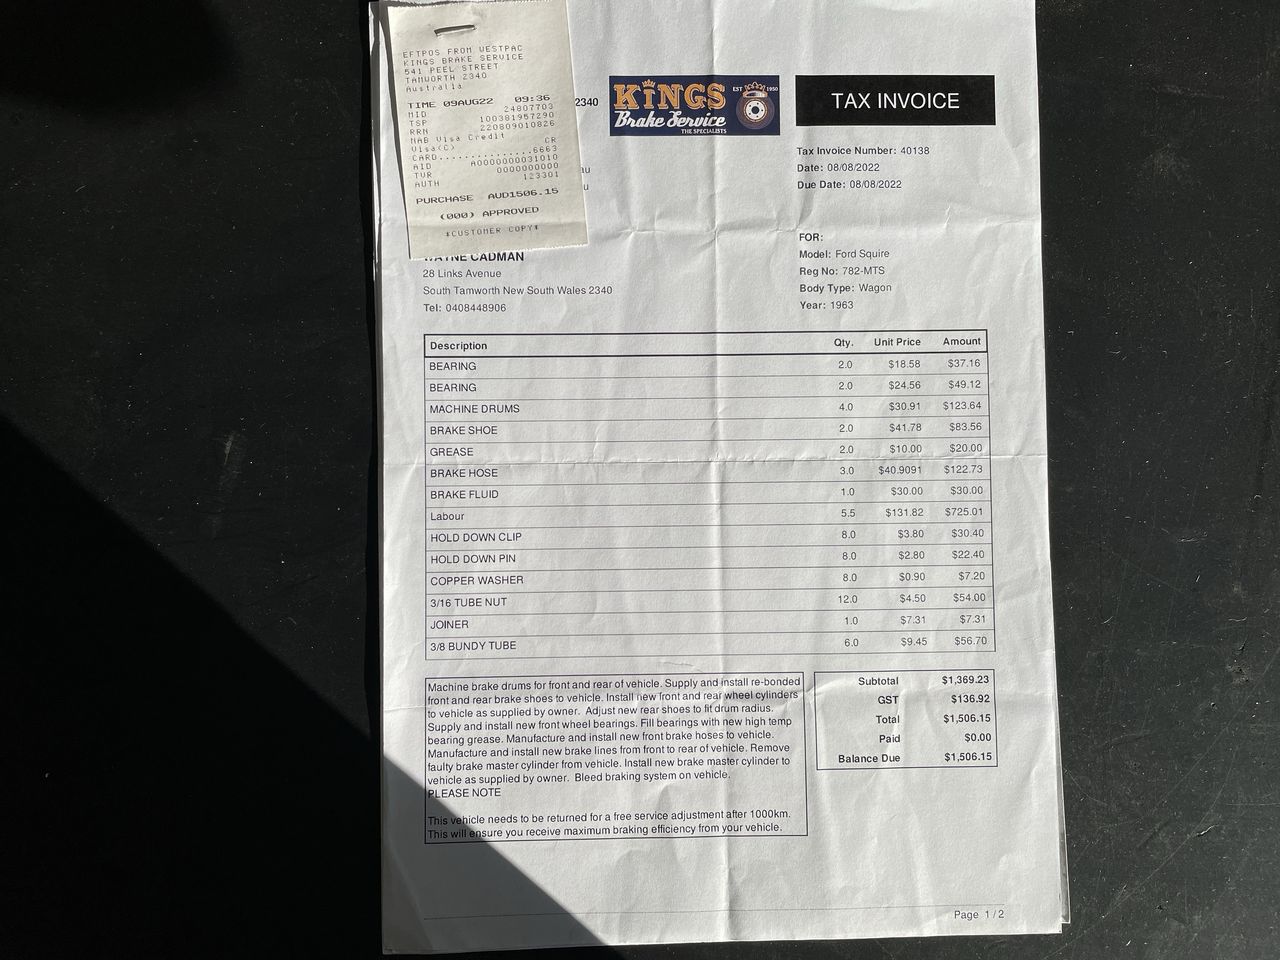 EFTPOS FROM WESTPAC
KINGS BRAKE SERVICE
541 PEEL STREET
TAMWORTH 2340
Australia
TIME 09AUG22 09:36
MID 24807703
TSP 100381957290
RRN 220809010826
NAB Visa Credit
Visa(C) CR
CARD...............6663
AID A0000000031010
TVR 0000000000
AUTH 123301
PURCHASE AUD1506.15
(000) APPROVED
*CUSTOMER COPY*
2340
KINGS
Brake Service
THE SPECIALISTS
EST 1950
TAX INVOICE
Tax Invoice Number: 40138
Date: 08/08/2022
Due Date: 08/08/2022
au
u
WAYNE CADMAN
28 Links Avenue
South Tamworth New South Wales 2340
Tel: 0408448906
FOR:
Model: Ford Squire
Reg No: 782-MTS
Body Type: Wagon
Year: 1963
Description Qty. Unit Price Amount
BEARING 2.0 $18.58 $37.16
BEARING 2.0 $24.56 $49.12
MACHINE DRUMS 4.0 $30.91 $123.64
BRAKE SHOE 2.0 $41.78 $83.56
GREASE 2.0 $10.00 $20.00
BRAKE HOSE 3.0 $40.9091 $122.73
BRAKE FLUID 1.0 $30.00 $30.00
Labour 5.5 $131.82 $725.01
HOLD DOWN CLIP 8.0 $3.80 $30.40
HOLD DOWN PIN 8.0 $2.80 $22.40
COPPER WASHER 8.0 $0.90 $7.20
3/16 TUBE NUT 12.0 $4.50 $54.00
JOINER 1.0 $7.31 $7.31
3/8 BUNDY TUBE 6.0 $9.45 $56.70
Machine brake drums for front and rear of vehicle. Supply and install re-bonded
front and rear brake shoes to vehicle. Install new front and rear wheel cylinders
to vehicle as supplied by owner. Adjust new rear shoes to fit drum radius.
Supply and install new front wheel bearings. Fill bearings with new high temp
bearing grease. Manufacture and install new front brake hoses to vehicle.
Manufacture and install new brake lines from front to rear of vehicle. Remove
faulty brake master cylinder from vehicle. Install new brake master cylinder to
vehicle as supplied by owner. Bleed braking system on vehicle.
PLEASE NOTE
This vehicle needs to be returned for a free service adjustment after 1000km.
This will ensure you receive maximum braking efficiency from your vehicle.
Subtotal $1,369.23
GST $136.92
Total $1,506.15
Paid $0.00
Balance Due $1,506.15
Page 1 / 2